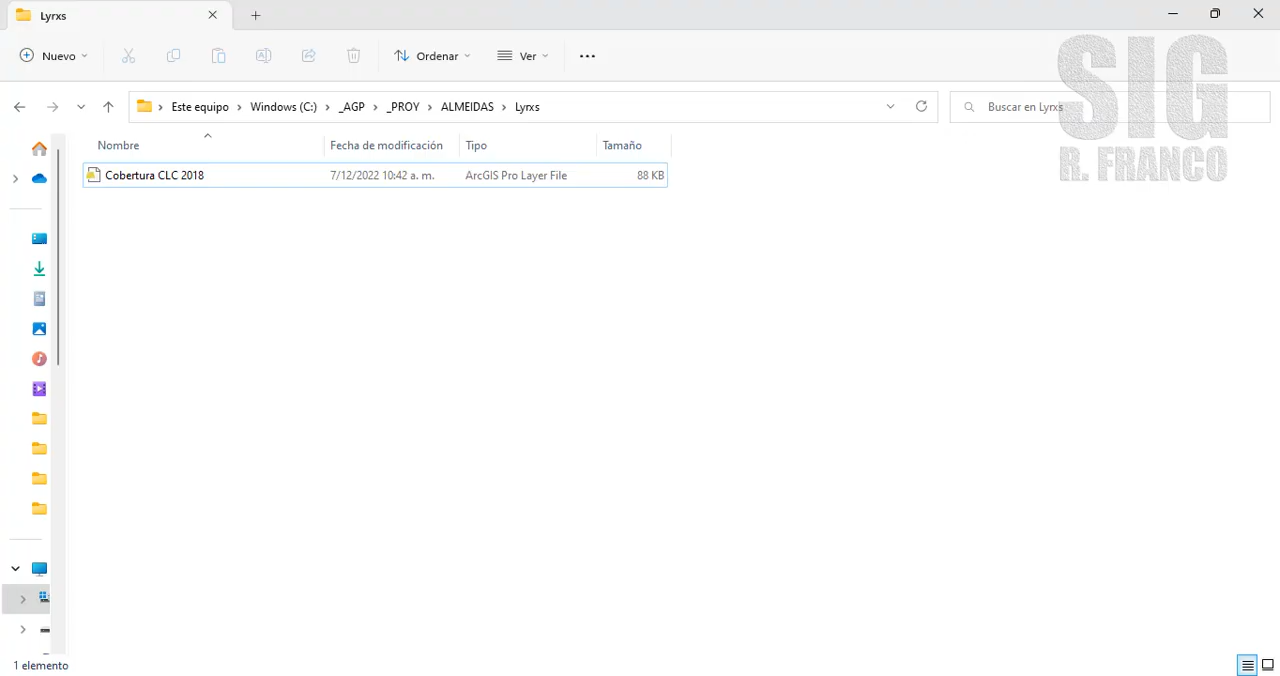 Lyrxs
Nuevo
Ordenar
Ver
SIG
R. FRANCO
Este equipo > Windows (C:) > _AGP > _PROY > ALMEIDAS > Lyrxs
Buscar en Lyrxs
Nombre Fecha de modificación Tipo Tamaño
Cobertura CLC 2018 7/12/2022 10:42 a. m. ArcGIS Pro Layer File 88 KB
1 elemento